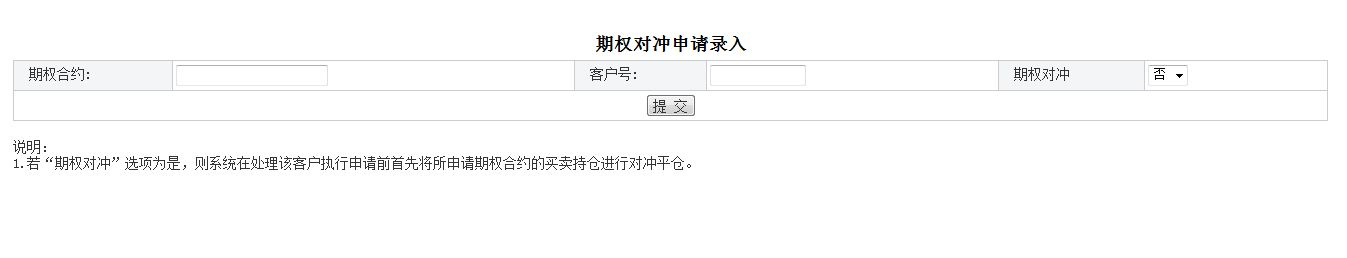 期权对冲申请录入
期权合约: 客户号: 期权对冲 否
提 交
说明:
1.若“期权对冲”选项为是，则系统在处理该客户执行申请前首先将所申请期权合约的买卖持仓进行对冲平仓。